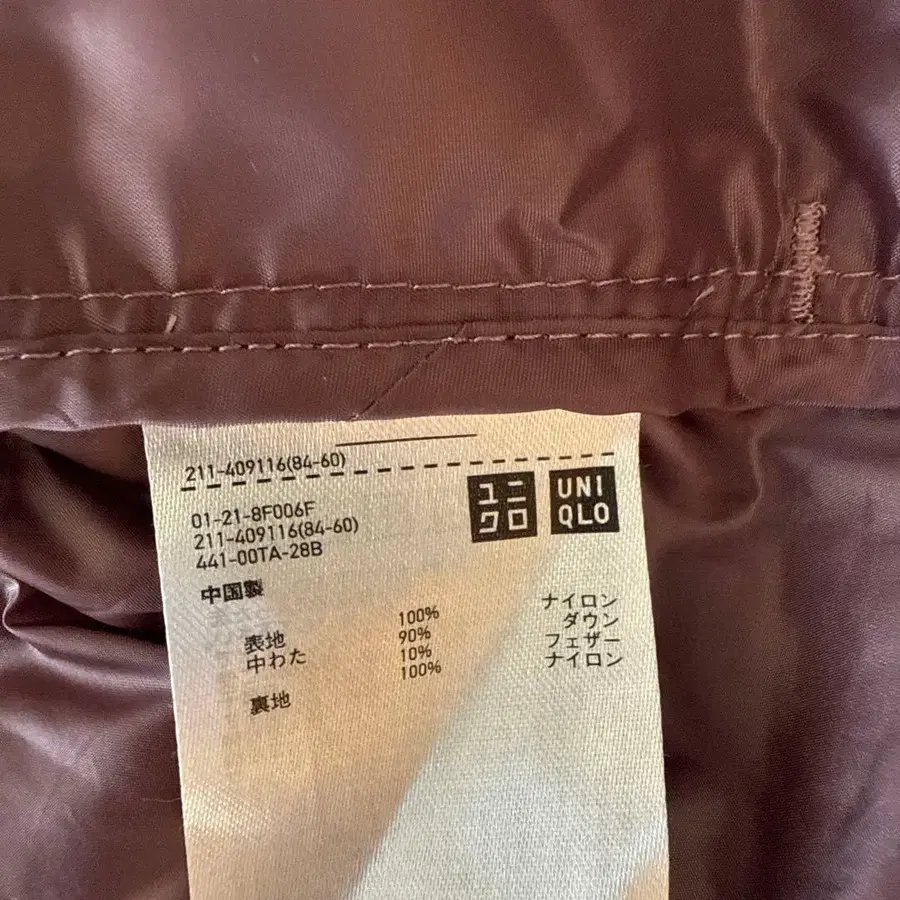 211-409116(84-60)
ユニ
クロ
UNI
QLO
01-21-8F006F
211-409116(84-60)
441-00TA-28B
中国製
表地 100% ナイロン
中わた 90% ダウン
10% フェザー
裏地 100% ナイロン